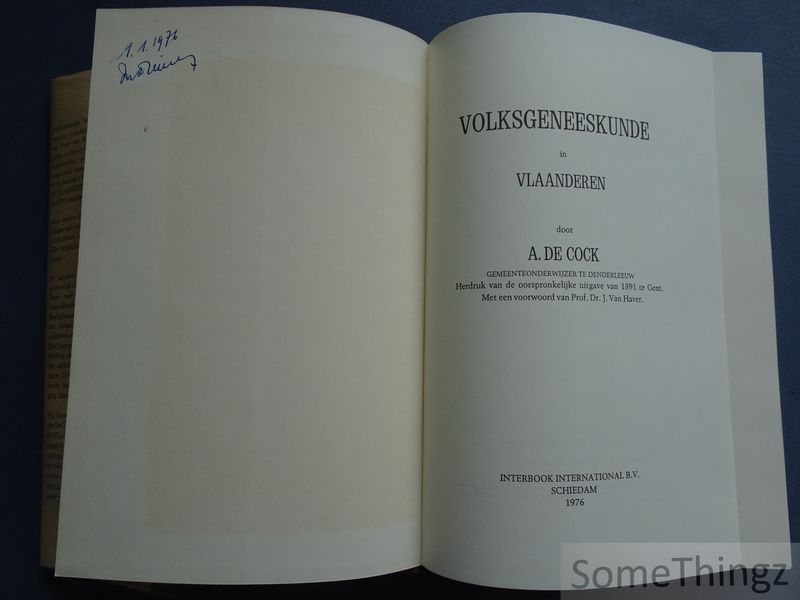 1.1.1976
VOLKSGENEESKUNDE
in
VLAANDEREN
door
A. DE COCK
GEMEENTEONDERWIJZER TE DENDERLEEUW
Herdruk van de oorspronkelijke uitgave van 1891 te Gent.
Met een voorwoord van Prof. Dr. J. Van Haver.
INTERBOOK INTERNATIONAL B.V.
SCHIEDAM
1976
SomeThingz